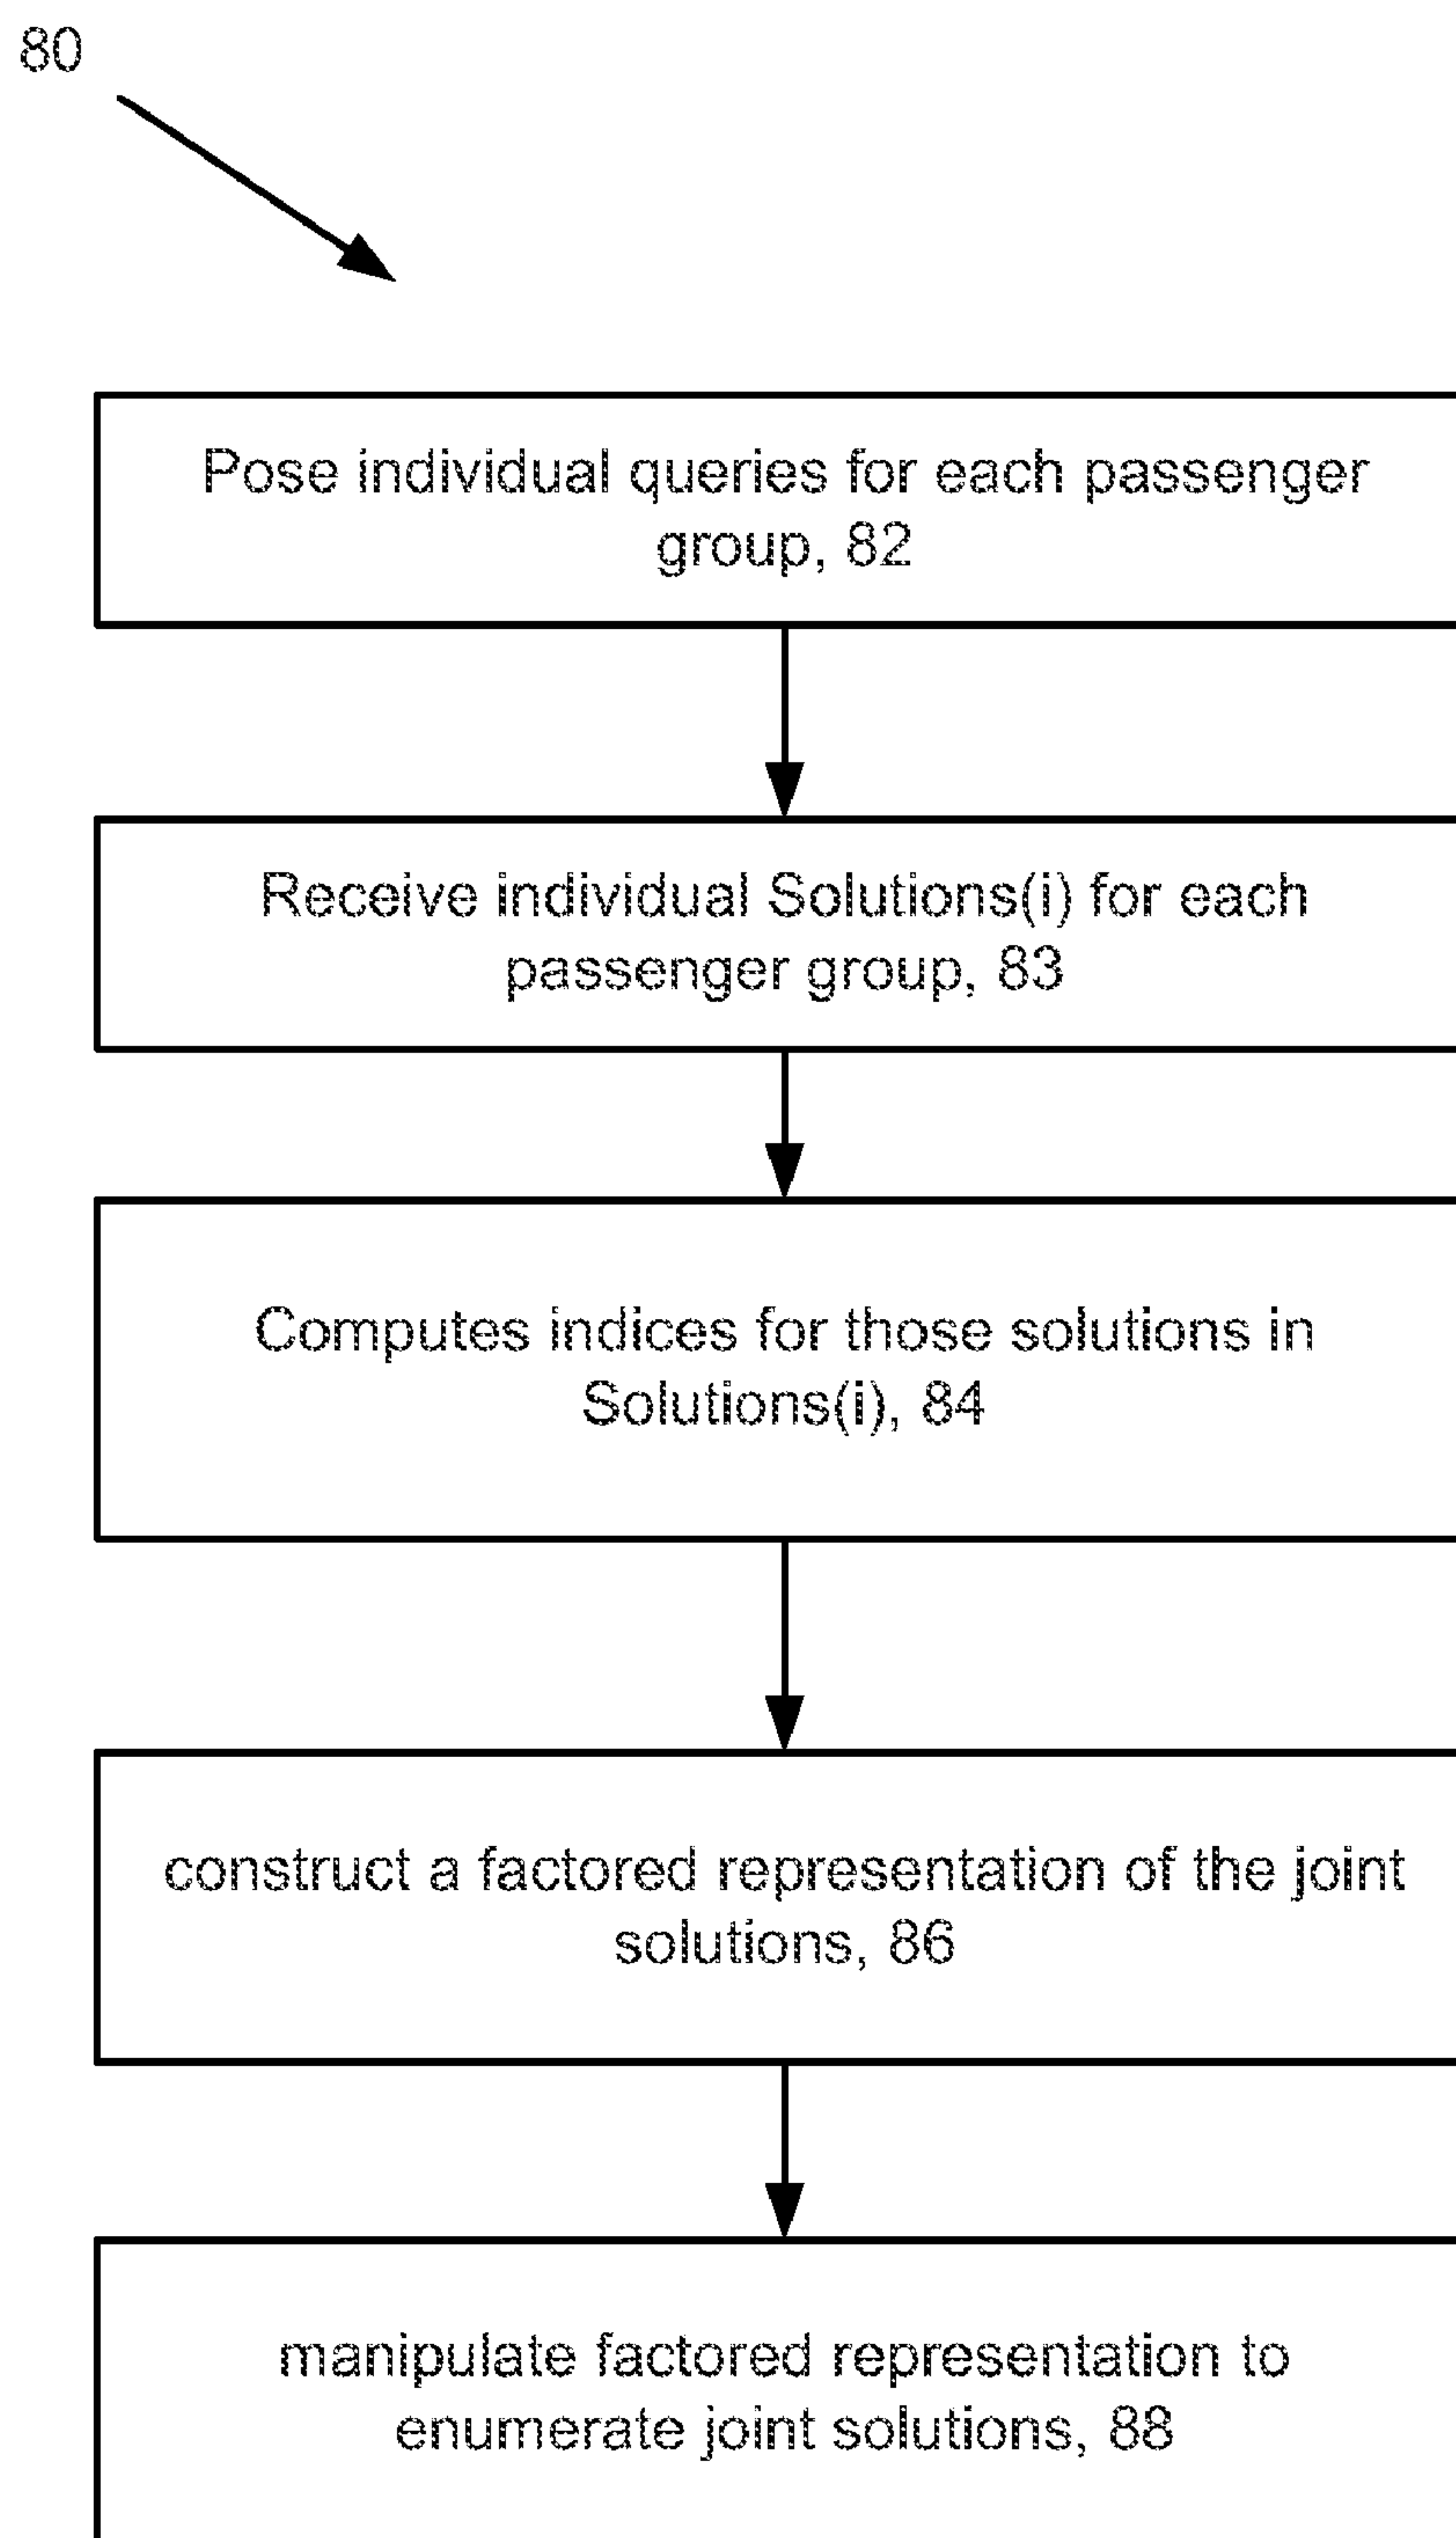 80
Pose individual queries for each passenger
group, 82
Receive individual Solutions(i) for each
passenger group, 83
Computes indices for those solutions in
Solutions(i), 84
construct a factored representation of the joint
solutions, 86
manipulate factored representation to
enumerate joint solutions, 88